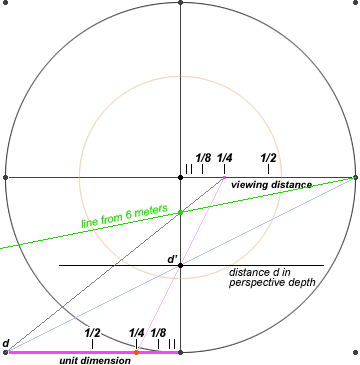 1/8 1/4 1/2
viewing distance
line from 6 meters
d'
distance d in
perspective depth
d
1/2 1/4 1/8
unit dimension